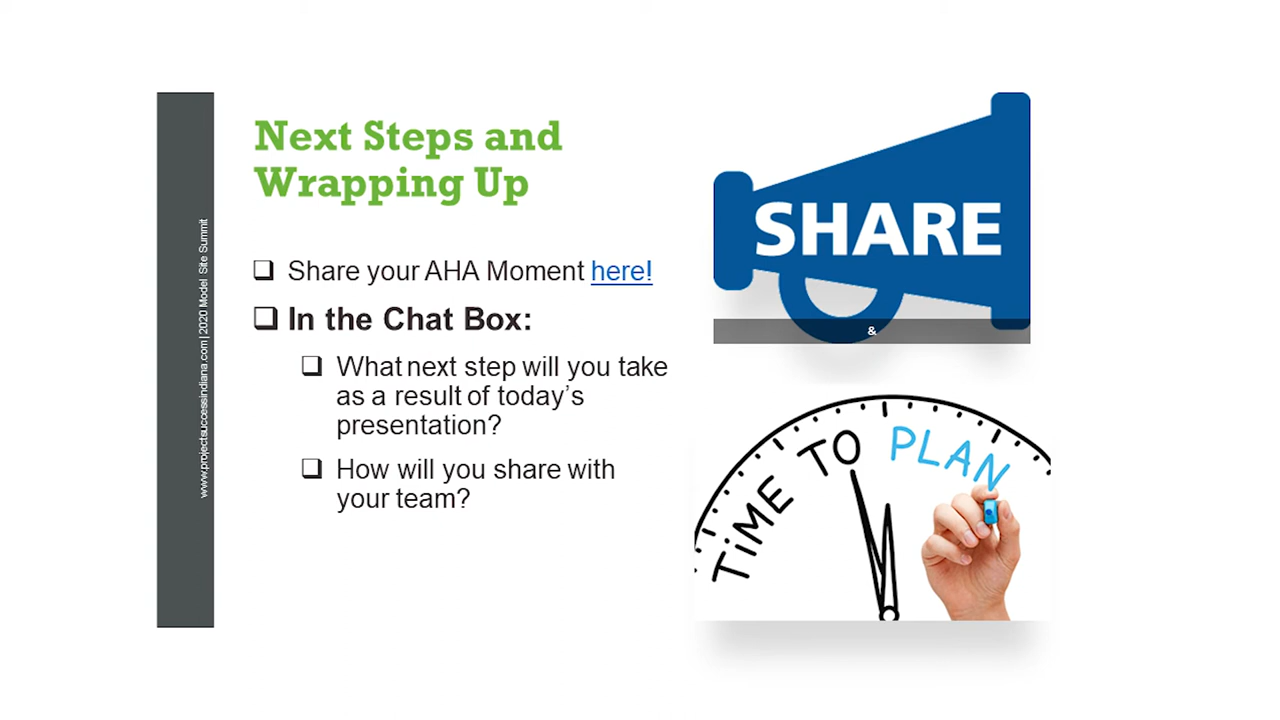 www.projectsuccessindiana.com | 2020 Model Site Summit
Next Steps and
Wrapping Up
❑ Share your AHA Moment here!
❑ In the Chat Box:
❑ What next step will you take
as a result of today’s
presentation?
❑ How will you share with
your team?
SHARE
&
TiME TO PLAN